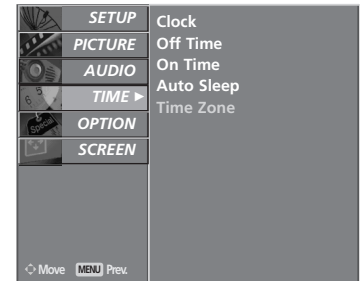 SETUP
PICTURE
AUDIO
TIME
OPTION
SCREEN
Move MENU Prev.
Clock
Off Time
On Time
Auto Sleep
Time Zone